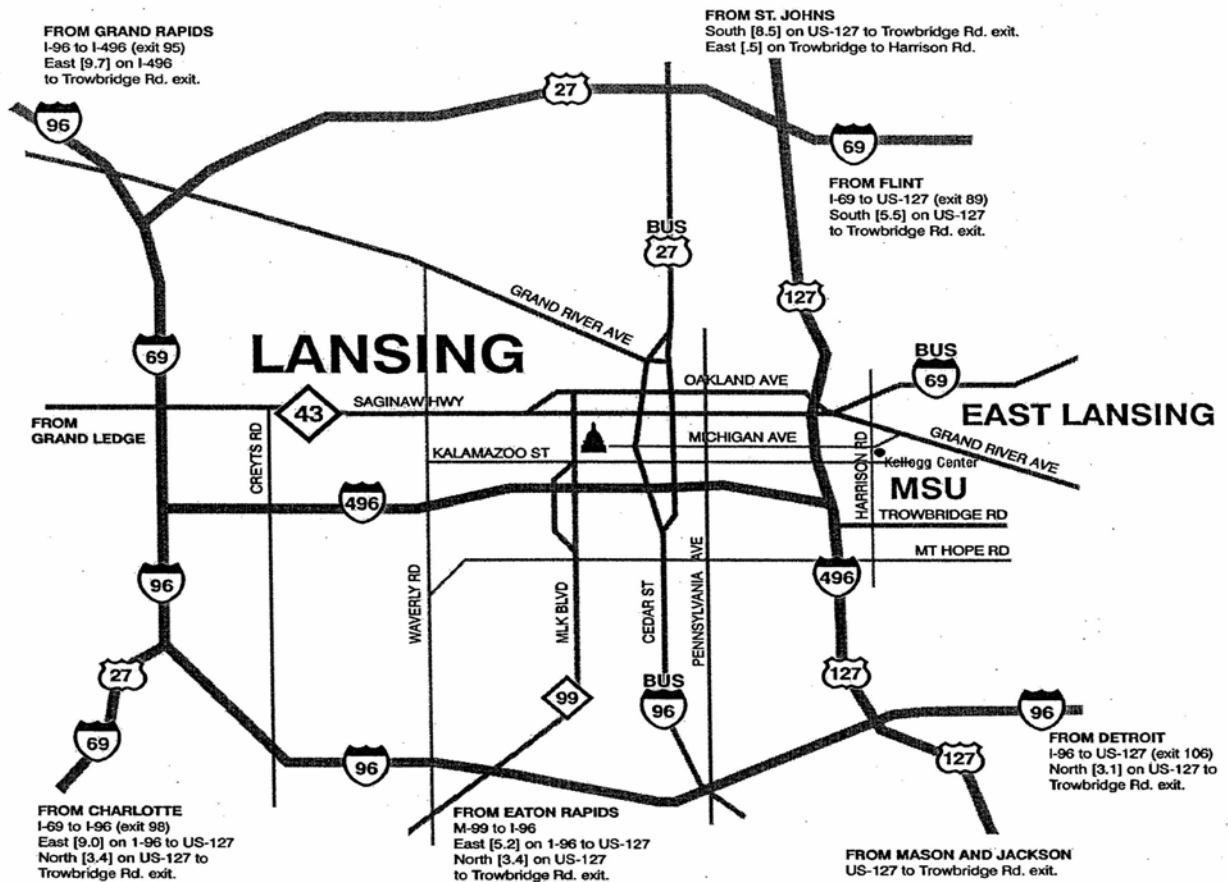 FROM GRAND RAPIDS
I-96 to I-496 (exit 95)
East [9.7] on I-496
to Trowbridge Rd. exit.
FROM ST. JOHNS
South [8.5] on US-127 to Trowbridge Rd. exit.
East [.5] on Trowbridge to Harrison Rd.
27
96
69
FROM FLINT
I-69 to US-127 (exit 89)
South [5.5] on US-127
to Trowbridge Rd. exit.
BUS
27
GRAND RIVER AVE
127
LANSING
69
BUS
69
OAKLAND AVE
SAGINAW HWY
43
FROM
GRAND LEDGE
EAST LANSING
MICHIGAN AVE
GRAND RIVER AVE
KALAMAZOO ST
CREYTS RD
HARRISON RD
Kellogg Center
MSU
496
TROWBRIDGE RD
MT HOPE RD
96
496
WAVERLY RD
MLK BLVD
CEDAR ST
PENNSYLVANIA AVE
27
127
BUS
99
96
69
96
96
127
FROM DETROIT
I-96 to US-127 (exit 106)
North [3.1] on US-127 to
Trowbridge Rd. exit.
FROM CHARLOTTE
I-69 to I-96 (exit 98)
East [9.0] on 1-96 to US-127
North [3.4] on US-127 to
Trowbridge Rd. exit.
FROM EATON RAPIDS
M-99 to I-96
East [5.2] on 1-96 to US-127
North [3.4] on US-127
to Trowbridge Rd. exit.
FROM MASON AND JACKSON
US-127 to Trowbridge Rd. exit.